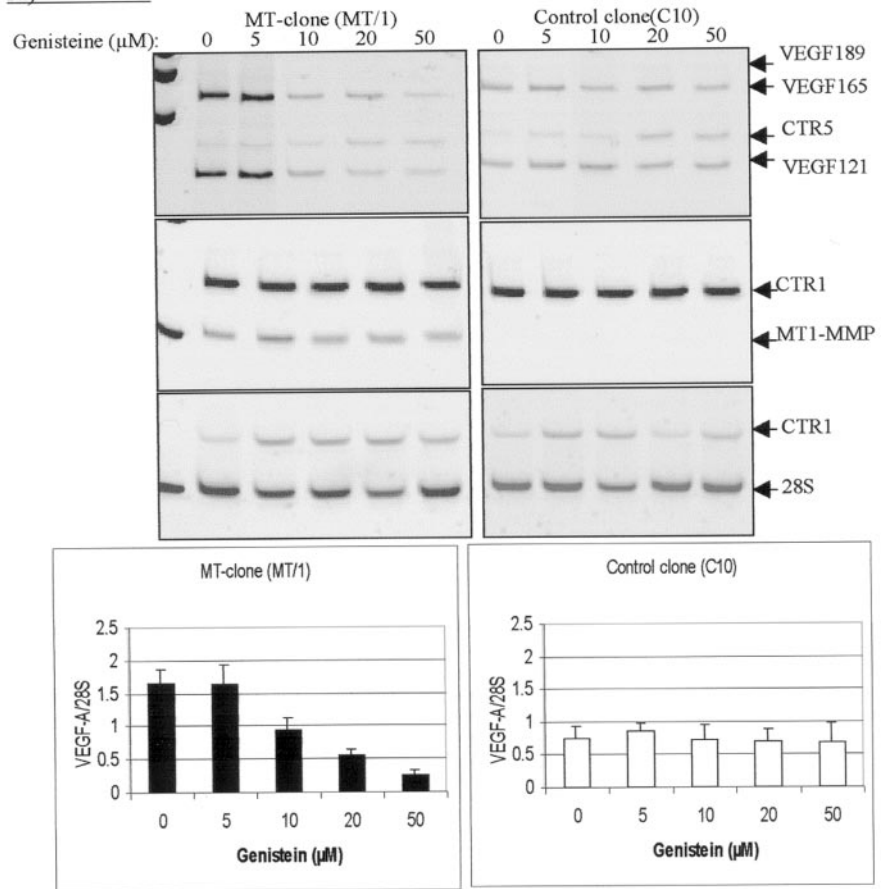 MT-clone (MT/1) Control clone(C10)
Genisteine (µM): 0 5 10 20 50 0 5 10 20 50
VEGF189
VEGF165
CTR5
VEGF121
CTR1
MT1-MMP
CTR1
28S
MT-clone (MT/1)
VEGF-A/28S
2.5
2
1.5
1
0.5
0
0 5 10 20 50
Genistein (µM)
Control clone (C10)
VEGF-A/28S
2.5
2
1.5
1
0.5
0
0 5 10 20 50
Genistein (µM)